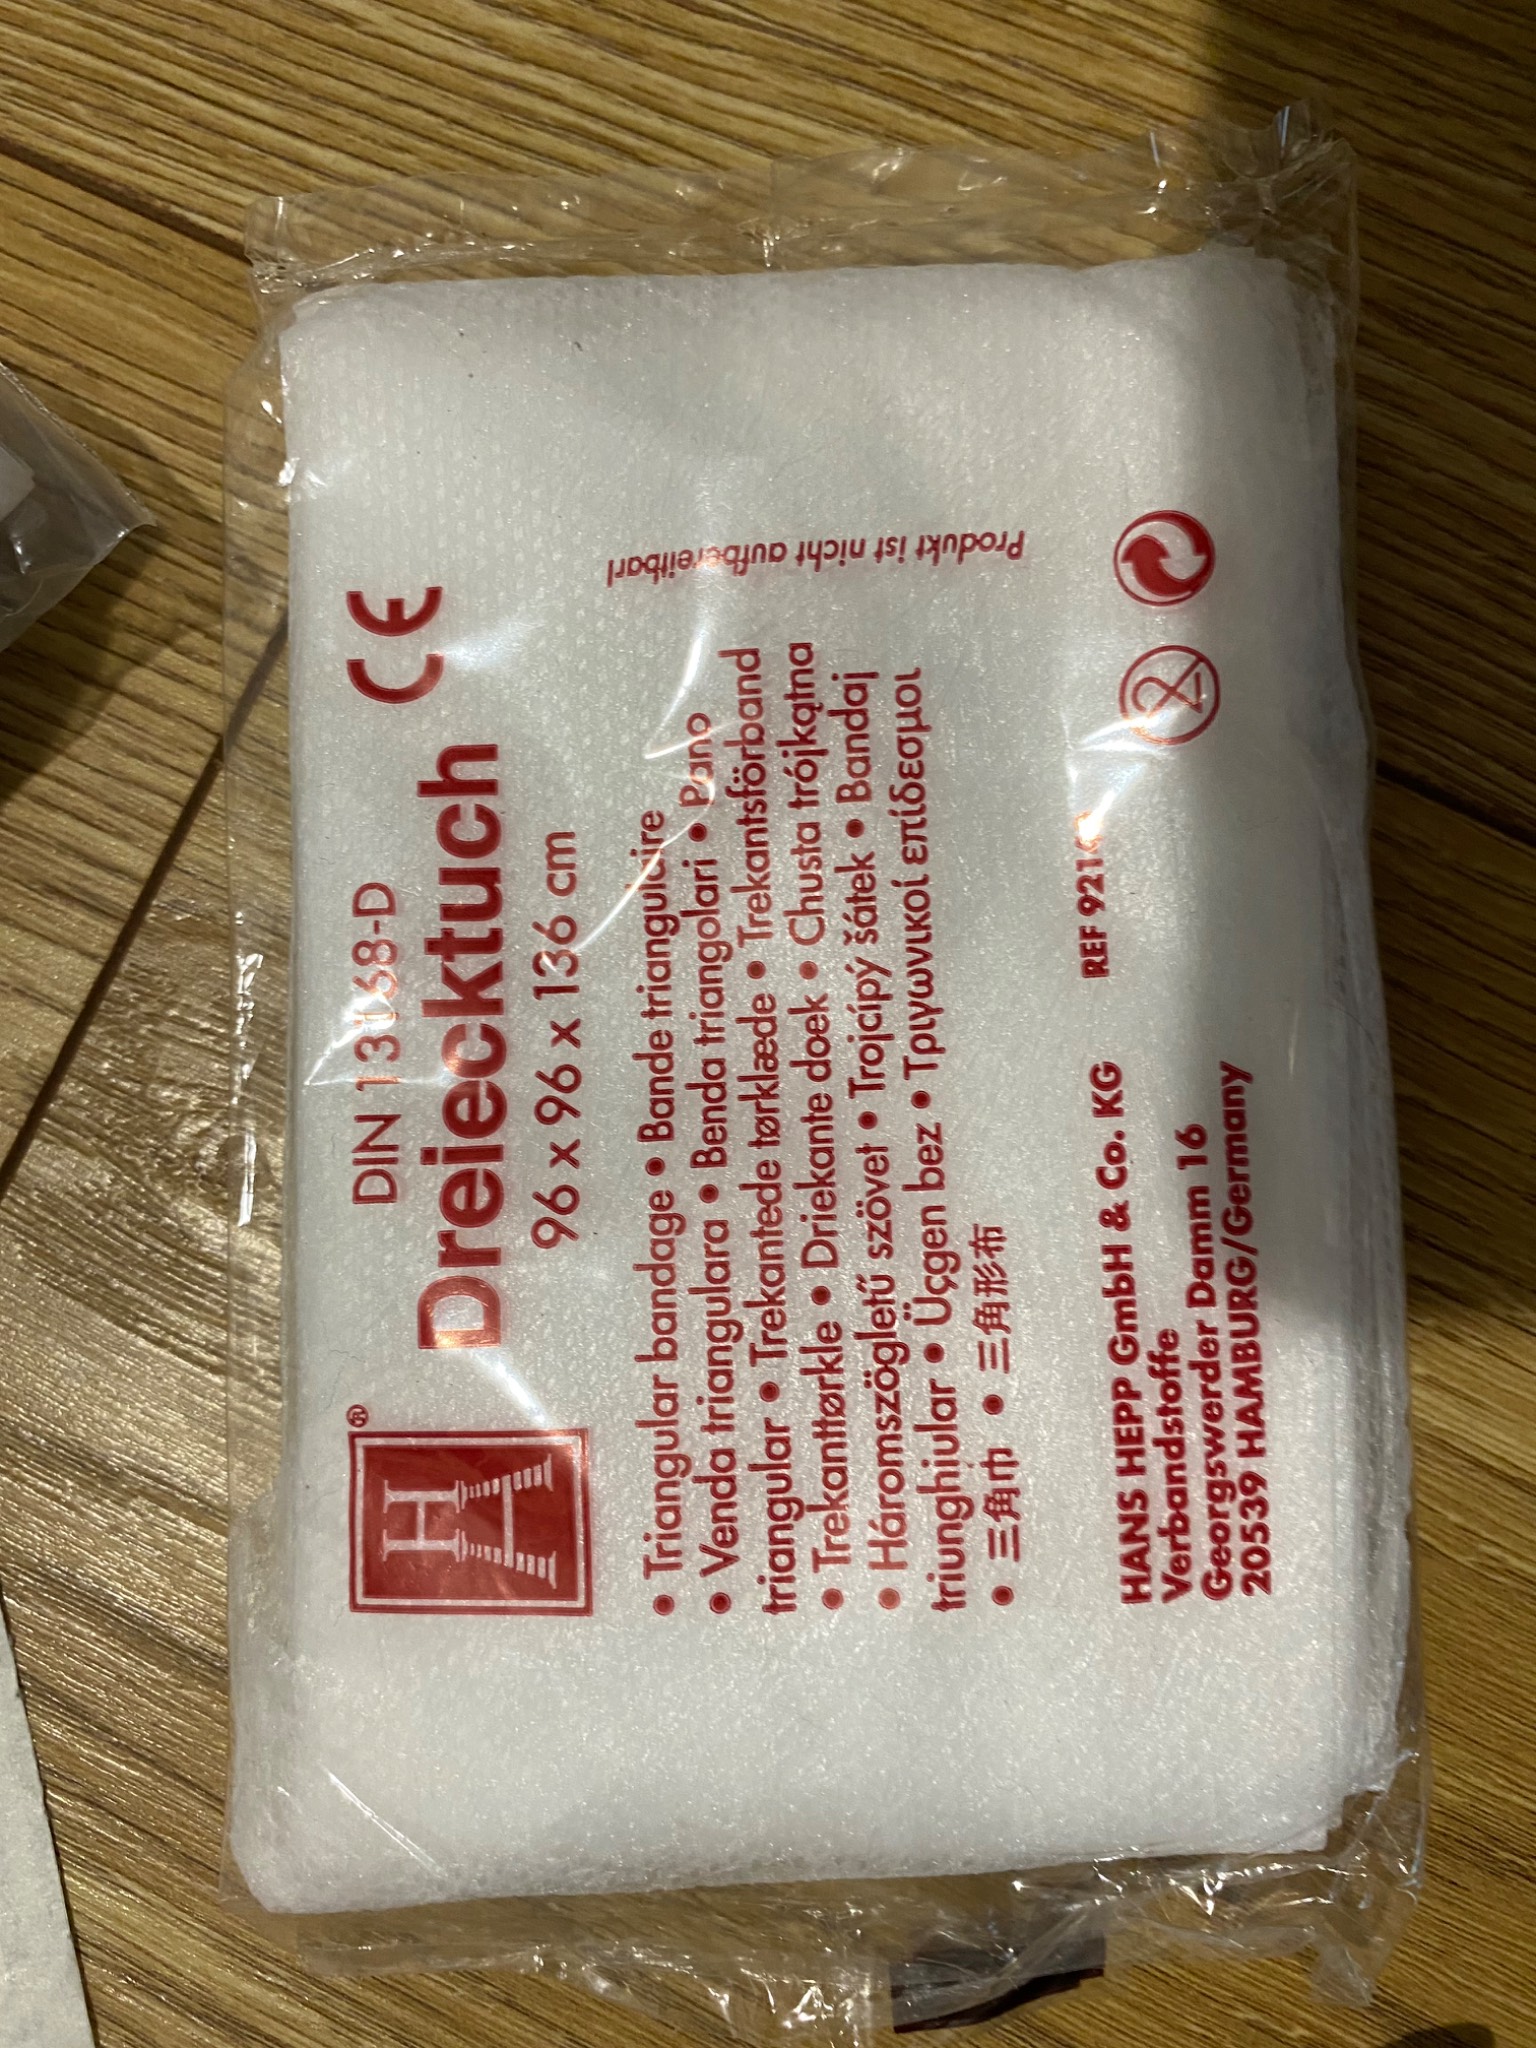 DIN 13168-D
CE
HA®
Dreiecktuch
96 x 96 x 136 cm
• Triangular bandage • Bande triangulaire
• Venda triangulara • Benda triangolari • Pano
triangular • Trekantede tørklæde • Trekantsförband
• Trekanttørkle • Driekante doek • Chusta trójkątna
• Háromszögletű szövet • Trojcípý šátek • Bandaj
triunghiular • Üçgen bez • Τριγωνικοί επίδεσμοι
• 三角巾 • 三角形布
Produkt ist nicht aufbereitbar!
HANS HEPP GmbH & Co. KG
Verbandstoffe
Georgswerder Damm 16
20539 HAMBURG/Germany
REF
2